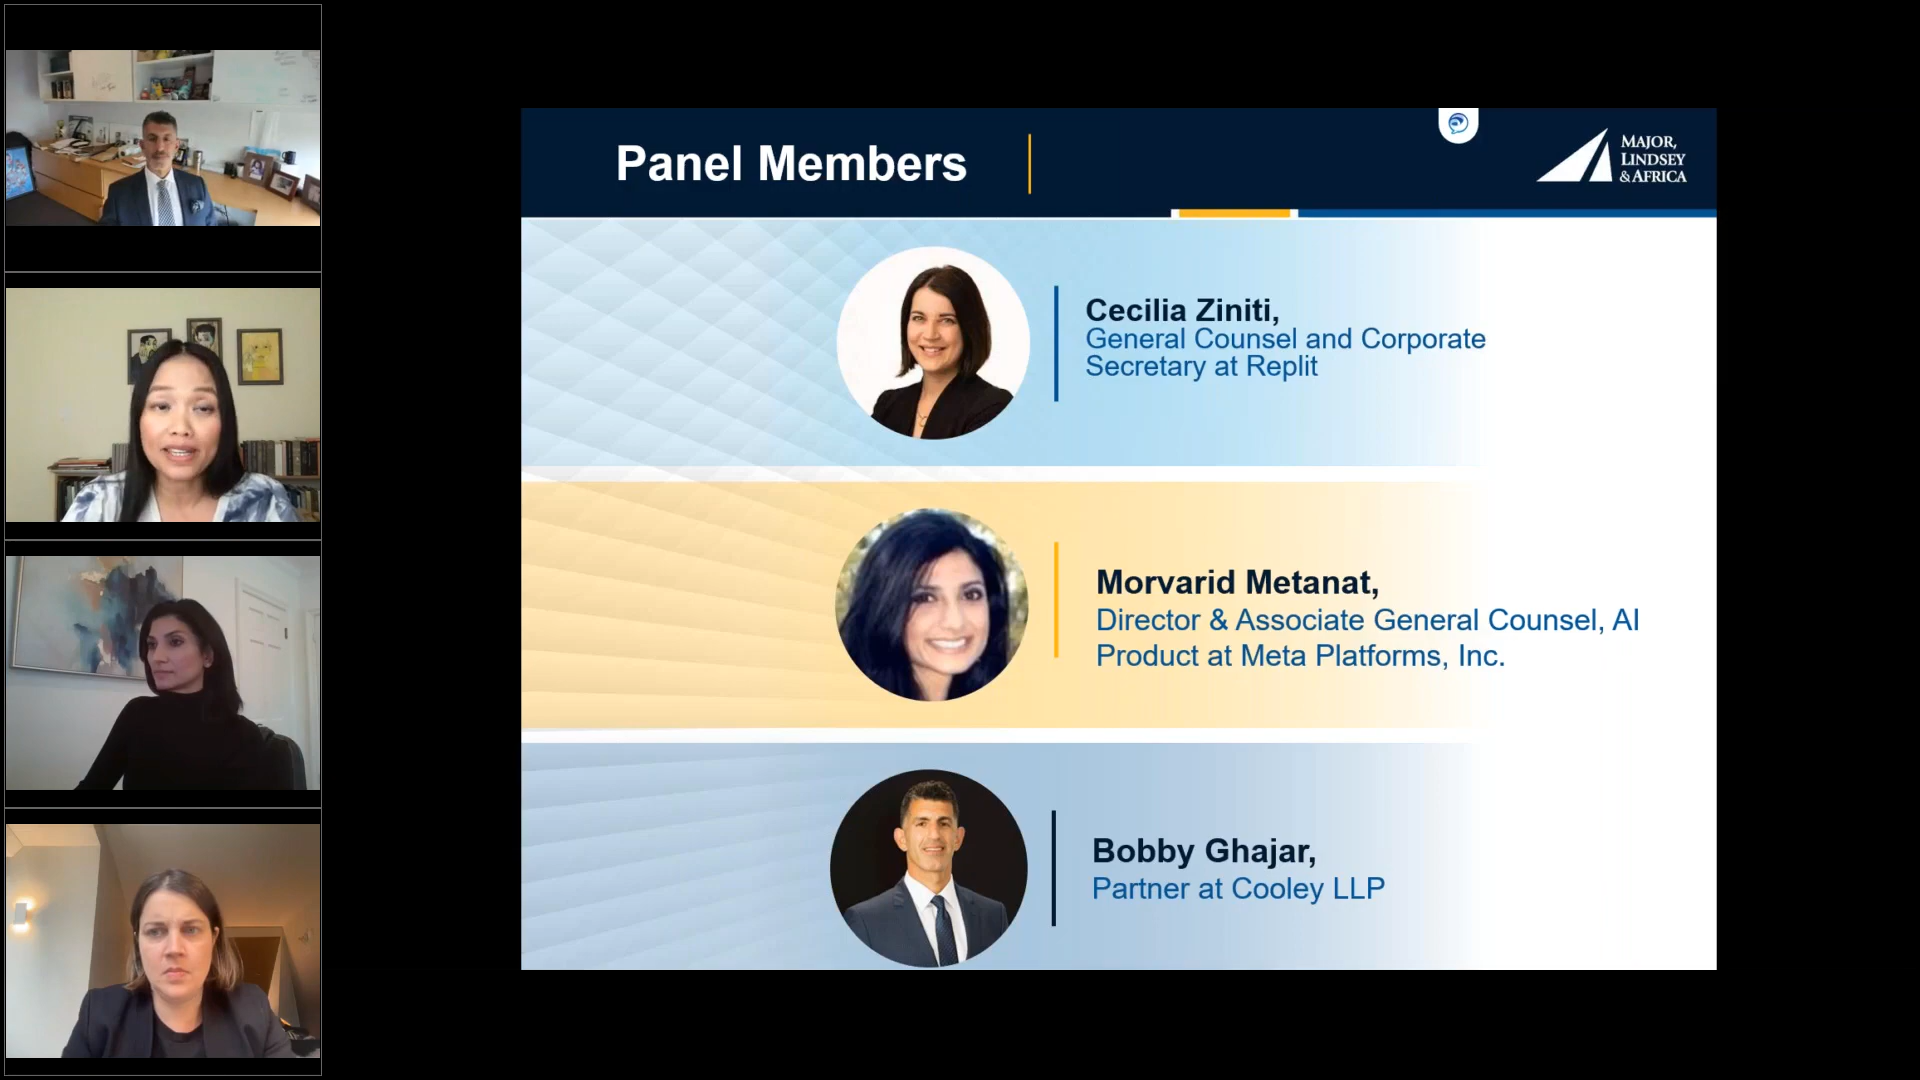 Panel Members
MAJOR,
LINDSEY
& AFRICA
Cecilia Ziniti,
General Counsel and Corporate
Secretary at Replit
Morvarid Metanat,
Director & Associate General Counsel, AI
Product at Meta Platforms, Inc.
Bobby Ghajar,
Partner at Cooley LLP